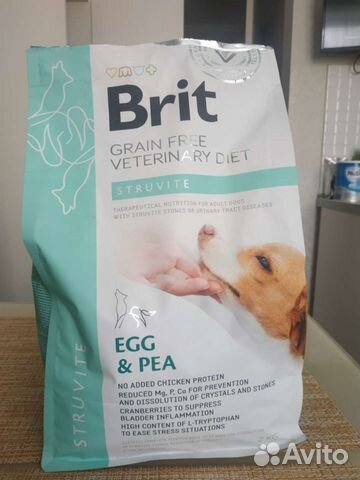 Brit
GRAIN FREE
VETERINARY DIET
STRUVITE
THERAPEUTICAL NUTRITION FOR ADULT DOGS
WITH STRUVITE STONES OR URINARY TRACT DISEASES
EGG
& PEA
NO ADDED CHICKEN PROTEIN
REDUCED Mg, P, Ca FOR PREVENTION
AND DISSOLUTION OF CRYSTALS AND STONES
CRANBERRIES TO SUPPRESS
BLADDER INFLAMMATION
HIGH CONTENT OF L-TRYPTOPHAN
TO EASE STRESS SITUATIONS
STRUVITE
Avito